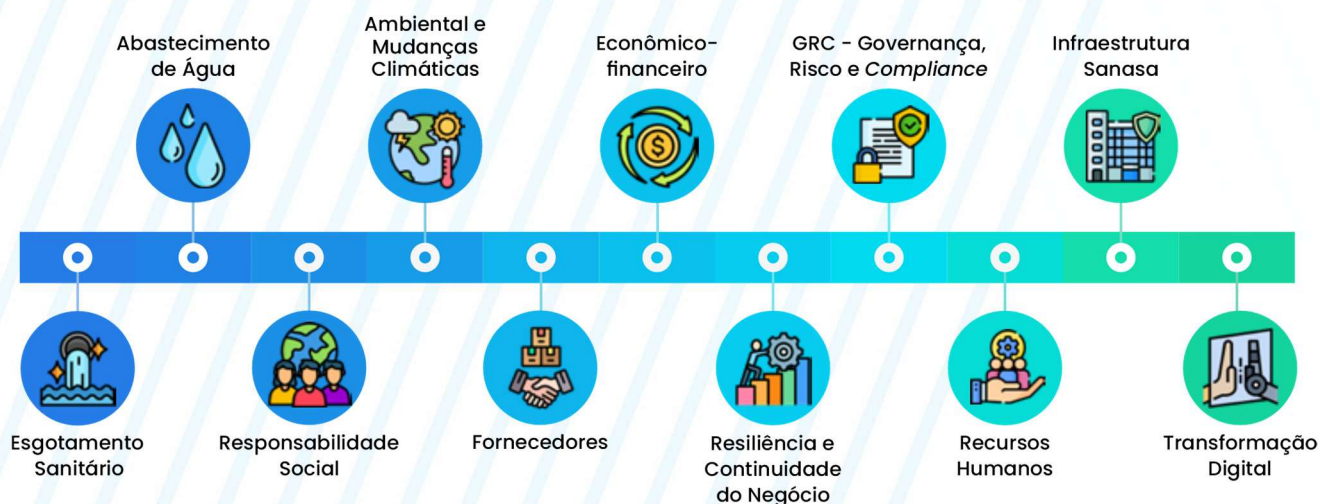 Abastecimento
de Água
Ambiental e
Mudanças
Climáticas
Econômico-
financeiro
GRC - Governança,
Risco e Compliance
Infraestrutura
Sanasa
Esgotamento
Sanitário
Responsabilidade
Social
Fornecedores
Resiliência e
Continuidade
do Negócio
Recursos
Humanos
Transformação
Digital